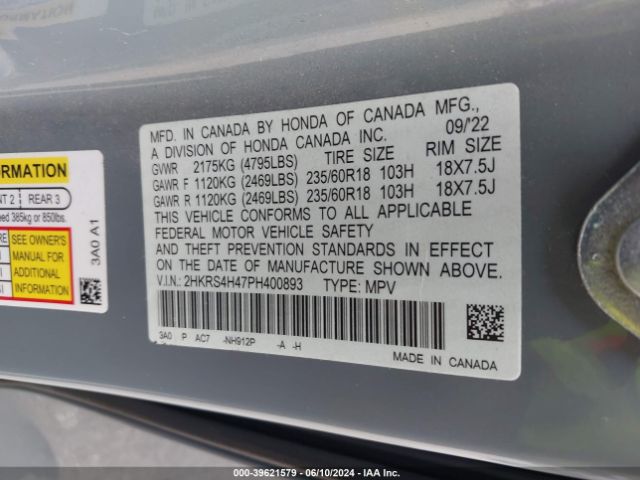 MFD. IN CANADA BY HONDA OF CANADA MFG.,
A DIVISION OF HONDA CANADA INC. 09/'22
GVWR 2175KG (4795LBS) TIRE SIZE RIM SIZE
GAWR F 1120KG (2469LBS) 235/60R18 103H 18X7.5J
GAWR R 1120KG (2469LBS) 235/60R18 103H 18X7.5J
THIS VEHICLE CONFORMS TO ALL APPLICABLE
FEDERAL MOTOR VEHICLE SAFETY
AND THEFT PREVENTION STANDARDS IN EFFECT
ON THE DATE OF MANUFACTURE SHOWN ABOVE.
V.I.N.: 2HKRS4H47PH400893 TYPE: MPV
3A0 P AC7 -NH912P -A -H
MADE IN CANADA
2 REAR 3
385kg or 850lbs.
SEE OWNER'S
MANUAL FOR
ADDITIONAL
INFORMATION
3A0 A1
000-39621579 - 06/10/2024 - IAA Inc.